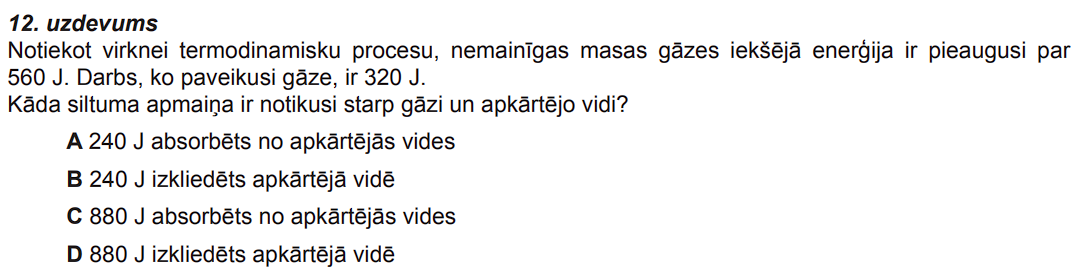 12. uzdevums
Notiekot virknei termodinamisku procesu, nemainīgas masas gāzes iekšējā enerģija ir pieaugusi par
560 J. Darbs, ko paveikusi gāze, ir 320 J.
Kāda siltuma apmaiņa ir notikusi starp gāzi un apkārtējo vidi?
A 240 J absorbēts no apkārtējās vides
B 240 J izkliedēts apkārtējā vidē
C 880 J absorbēts no apkārtējās vides
D 880 J izkliedēts apkārtējā vidē